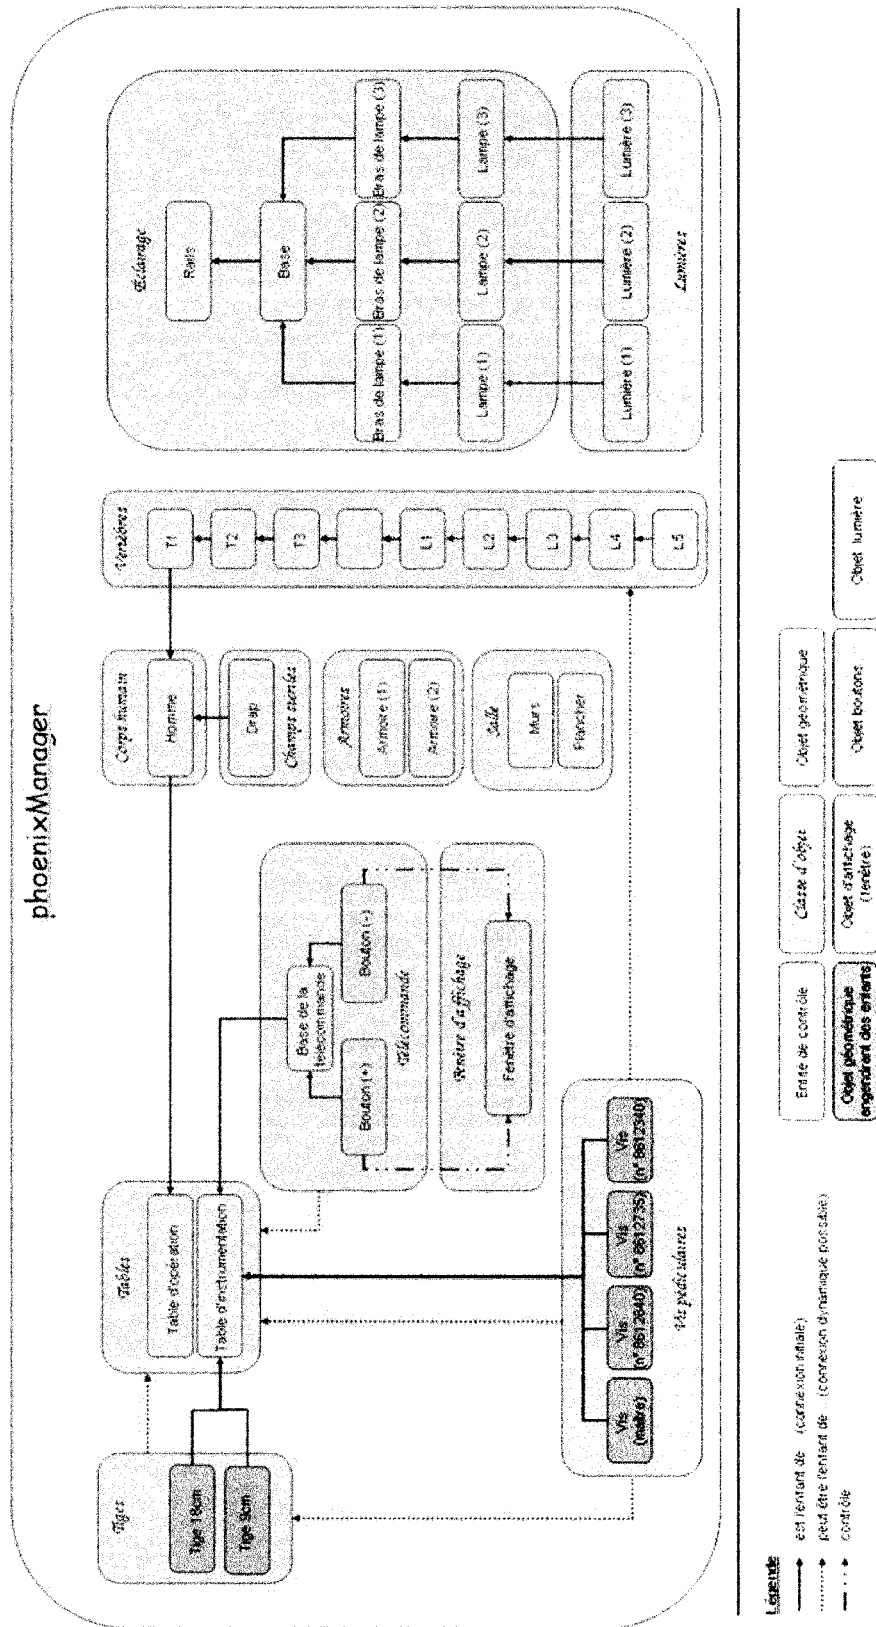 phoenixManager
Tiges
Tige 18cm
Tige 9cm
Tables
Table d'opération
Table d'instrumentation
Base de la
télécommande
Bouton (+)
Bouton (-)
Télécommande
Fenêtre d'affichage
Fenêtre d'affichage
Vis
(maître)
Vis
(n° 8612640)
Vis
(n° 8612735)
Vis
(n° 8612340)
Vis pédiculaires
Corps humain
Homme
Drap
Champs stériles
Armoires
Armoire (1)
Armoire (2)
Salle
Murs
Plancher
Vertèbres
T1
T2
T3
L1
L2
L3
L4
L5
Éclairage
Rails
Base
Bras de lampe (1)
Bras de lampe (2)
Bras de lampe (3)
Lampe (1)
Lampe (2)
Lampe (3)
Lumière (1)
Lumière (2)
Lumière (3)
Lumières
Légende
est l'enfant de (connexion initiale)
peut être l'enfant de (connexion dynamique possible)
contrôle
Entité de contrôle
Classe d'objet
Objet géométrique
Objet géométrique
(engendrant des enfants)
Objet d'affichage
(fenêtre)
Objet boutons
Objet lumière